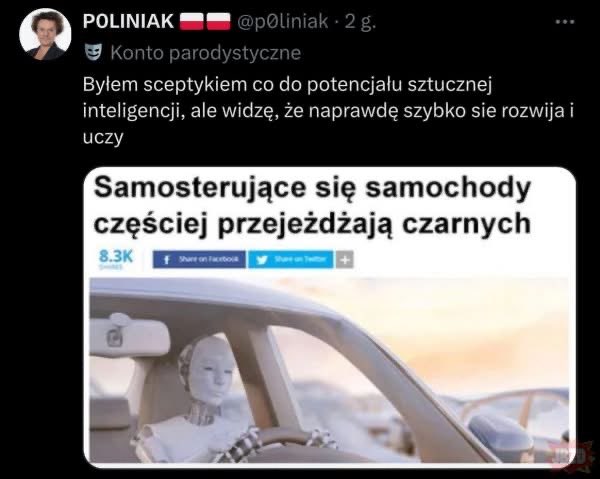 POLINIAK 🇵🇱🇵🇱 @p0liniak · 2 g.
Konto parodystyczne
Byłem sceptykiem co do potencjału sztucznej
inteligencji, ale widzę, że naprawdę szybko sie rozwija i
uczy
Samosterujące się samochody
częściej przejeżdżają czarnych
8.3K
SHARES
Share on Facebook
Share on Twitter